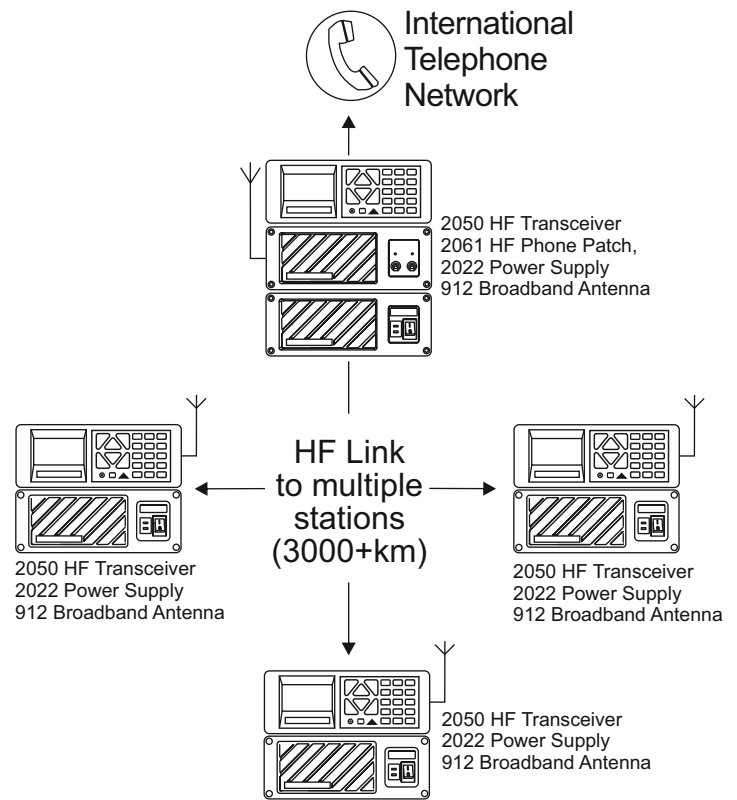 International
Telephone
Network
2050 HF Transceiver
2061 HF Phone Patch,
2022 Power Supply
912 Broadband Antenna
HF Link
to multiple
stations
(3000+km)
2050 HF Transceiver
2022 Power Supply
912 Broadband Antenna
2050 HF Transceiver
2022 Power Supply
912 Broadband Antenna
2050 HF Transceiver
2022 Power Supply
912 Broadband Antenna